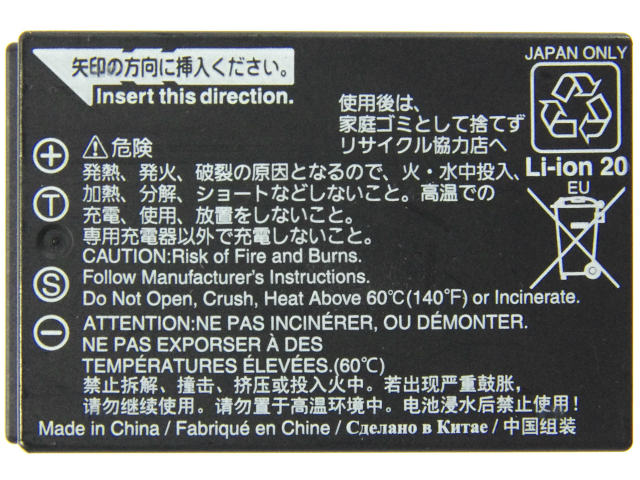 矢印の方向に挿入ください。
Insert this direction.
JAPAN ONLY
使用後は、
家庭ゴミとして捨てず
リサイクル協力店へ
Li-ion 20
EU
+
T
S
−
⚠危険
発熱、発火、破裂の原因となるので、火・水中投入、
加熱、分解、ショートなどしないこと。高温での
充電、使用、放置をしないこと。
専用充電器以外で充電しないこと。
CAUTION:Risk of Fire and Burns.
Follow Manufacturer's Instructions.
Do Not Open, Crush, Heat Above 60℃(140°F) or Incinerate.
ATTENTION:NE PAS INCINÉRER, OU DÉMONTER.
NE PAS EXPORSER À DES
TEMPÉRATURES ÉLEVÉES.(60℃)
禁止拆解、撞击、挤压或投入火中。若出现严重鼓胀，
请勿继续使用。请勿置于高温环境中。电池浸水后禁止使用！
Made in China / Fabriqué en Chine / Сделано в Китае / 中国组装